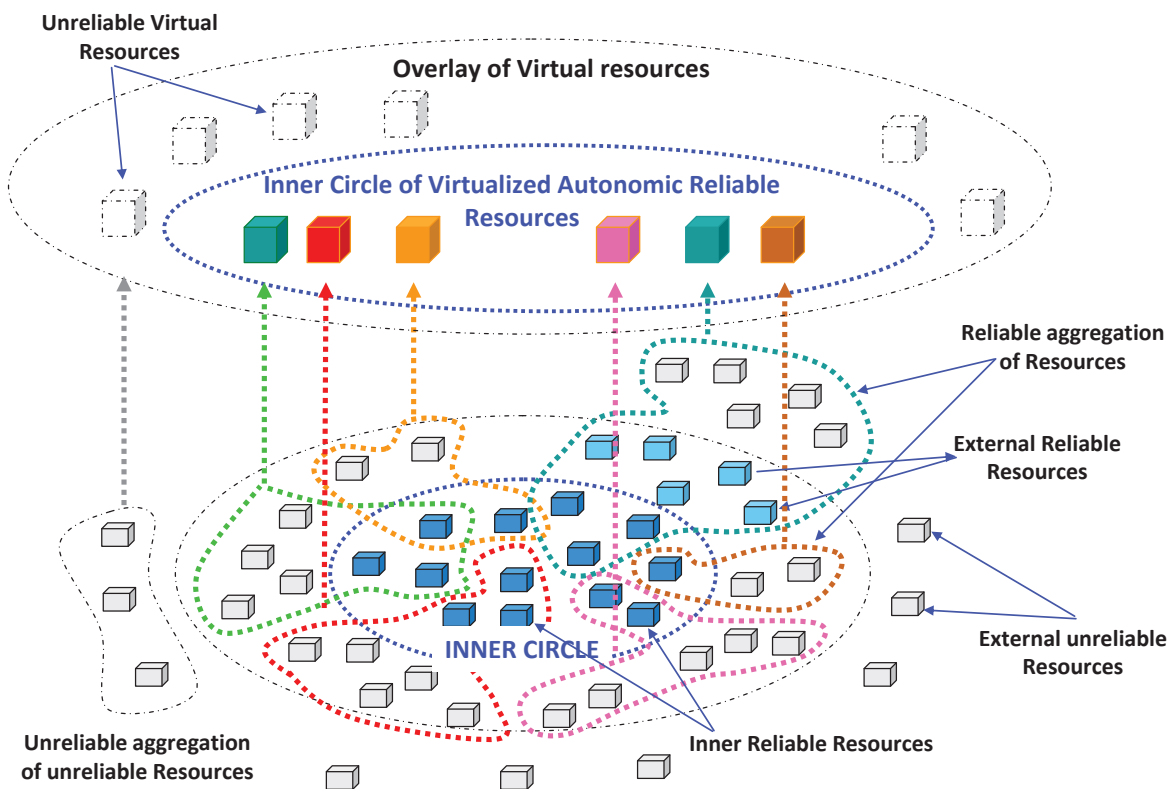 Unreliable Virtual
Resources
Overlay of Virtual resources
Inner Circle of Virtualized Autonomic Reliable
Resources
Reliable aggregation
of Resources
External Reliable
Resources
External unreliable
Resources
INNER CIRCLE
Inner Reliable Resources
Unreliable aggregation
of unreliable Resources